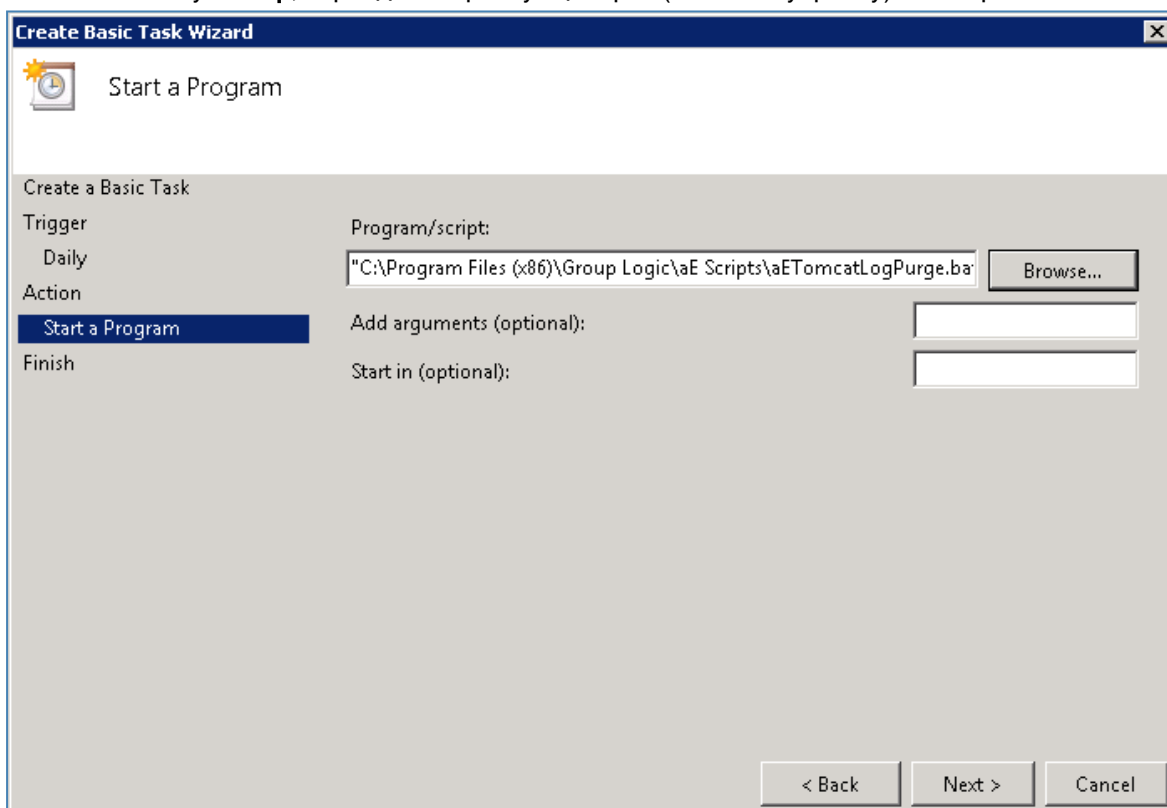 Create Basic Task Wizard
Start a Program
Create a Basic Task
Trigger
Daily
Action
Start a Program
Finish
Program/script:
"C:\Program Files (x86)\Group Logic\aE Scripts\aETomcatLogPurge.ba
Browse...
Add arguments (optional):
Start in (optional):
< Back
Next >
Cancel